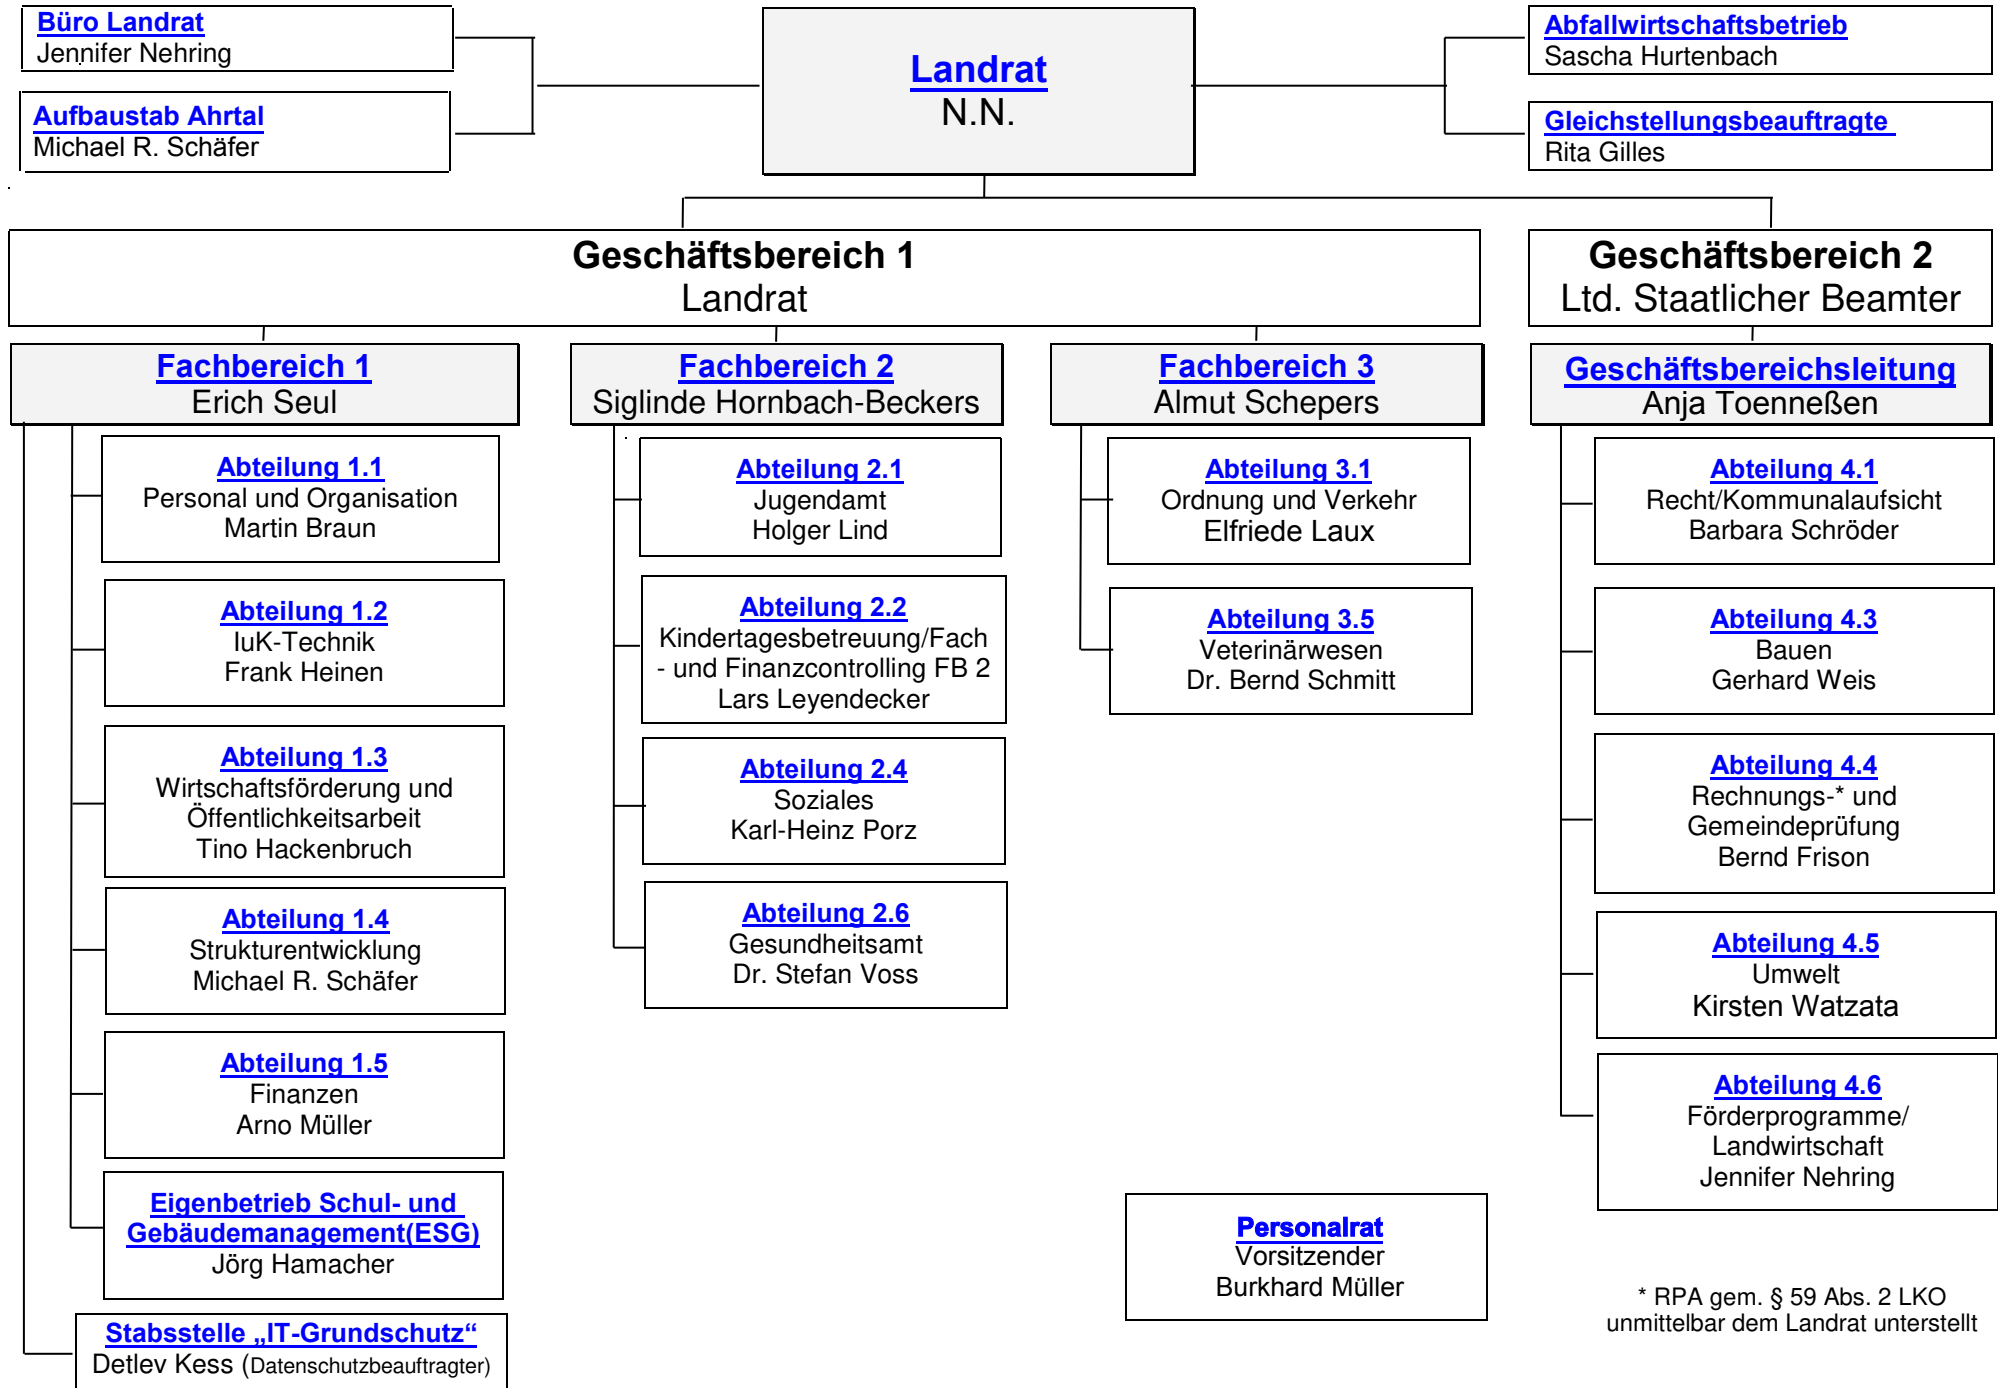 Büro Landrat
Jennifer Nehring
Aufbaustab Ahrtal
Michael R. Schäfer
Landrat
N.N.
Abfallwirtschaftsbetrieb
Sascha Hurtenbach
Gleichstellungsbeauftragte
Rita Gilles
Geschäftsbereich 1
Landrat
Geschäftsbereich 2
Ltd. Staatlicher Beamter
Fachbereich 1
Erich Seul
Abteilung 1.1
Personal und Organisation
Martin Braun
Abteilung 1.2
IuK-Technik
Frank Heinen
Abteilung 1.3
Wirtschaftsförderung und
Öffentlichkeitsarbeit
Tino Hackenbruch
Abteilung 1.4
Strukturentwicklung
Michael R. Schäfer
Abteilung 1.5
Finanzen
Arno Müller
Eigenbetrieb Schul- und
Gebäudemanagement(ESG)
Jörg Hamacher
Stabsstelle „IT-Grundschutz“
Detlev Kess (Datenschutzbeauftragter)
Fachbereich 2
Siglinde Hornbach-Beckers
Abteilung 2.1
Jugendamt
Holger Lind
Abteilung 2.2
Kindertagesbetreuung/Fach
- und Finanzcontrolling FB 2
Lars Leyendecker
Abteilung 2.4
Soziales
Karl-Heinz Porz
Abteilung 2.6
Gesundheitsamt
Dr. Stefan Voss
Fachbereich 3
Almut Schepers
Abteilung 3.1
Ordnung und Verkehr
Elfriede Laux
Abteilung 3.5
Veterinärwesen
Dr. Bernd Schmitt
Personalrat
Vorsitzender
Burkhard Müller
Geschäftsbereichsleitung
Anja Toenneßen
Abteilung 4.1
Recht/Kommunalaufsicht
Barbara Schröder
Abteilung 4.3
Bauen
Gerhard Weis
Abteilung 4.4
Rechnungs-* und
Gemeindeprüfung
Bernd Frison
Abteilung 4.5
Umwelt
Kirsten Watzata
Abteilung 4.6
Förderprogramme/
Landwirtschaft
Jennifer Nehring
* RPA gem. § 59 Abs. 2 LKO
unmittelbar dem Landrat unterstellt